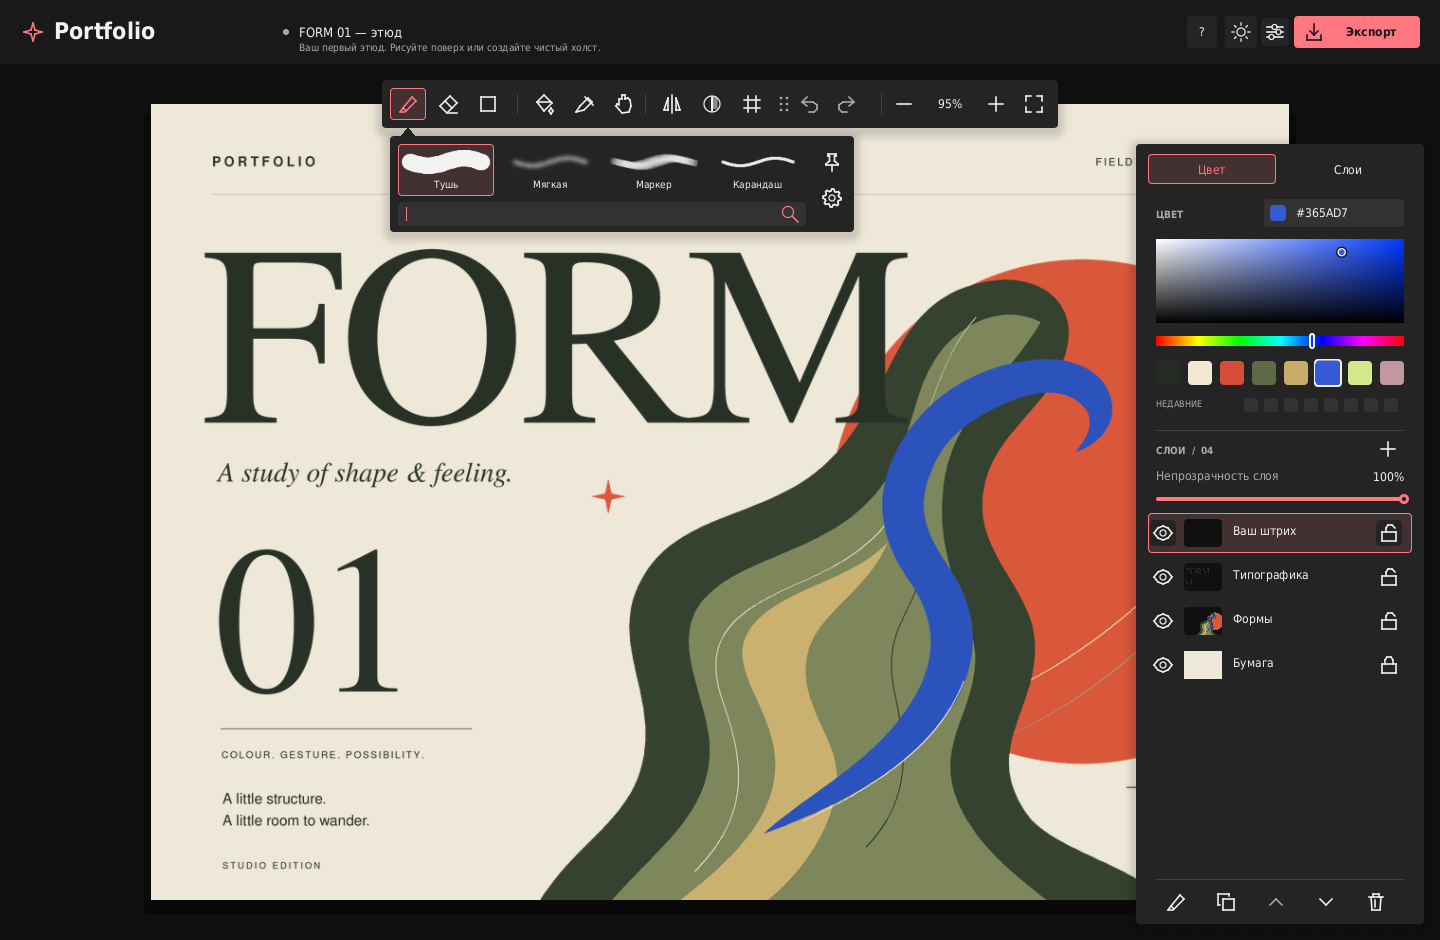 Portfolio
FORM 01 — этюд
Ваш первый этюд. Рисуйте поверх или создайте чистый холст.
?
Экспорт
95%
Тушь
Мягкая
Маркер
Карандаш
PORTFOLIO
FIELD
FORM
A study of shape & feeling.
01
COLOUR. GESTURE. POSSIBILITY.
A little structure.
A little room to wander.
STUDIO EDITION
Цвет
Слои
ЦВЕТ
#365AD7
НЕДАВНИЕ
СЛОИ / 04
Непрозрачность слоя
100%
Ваш штрих
Типографика
Формы
Бумага